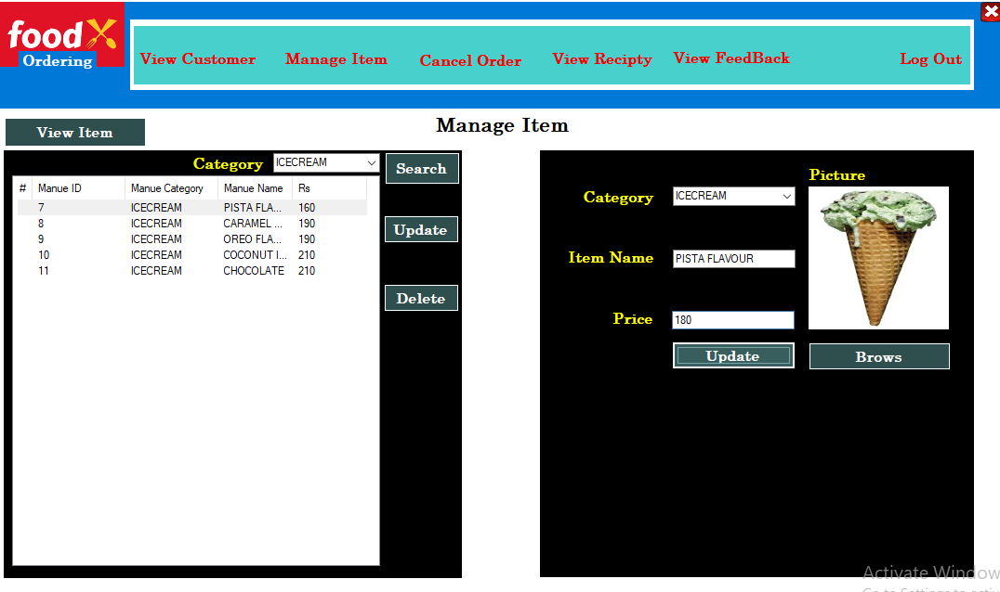 food
Ordering
View Customer Manage Item Cancel Order View Recipty View FeedBack Log Out
Manage Item
View Item
Category ICECREAM Search
# Manue ID Manue Category Manue Name Rs
7 ICECREAM PISTA FLA... 160
8 ICECREAM CARAMEL ... 190
9 ICECREAM OREO FLA... 190
10 ICECREAM COCONUT I... 210
11 ICECREAM CHOCOLATE 210
Update
Delete
Picture
Category ICECREAM
Item Name PISTA FLAVOUR
Price 180
Update Brows
Activate Window